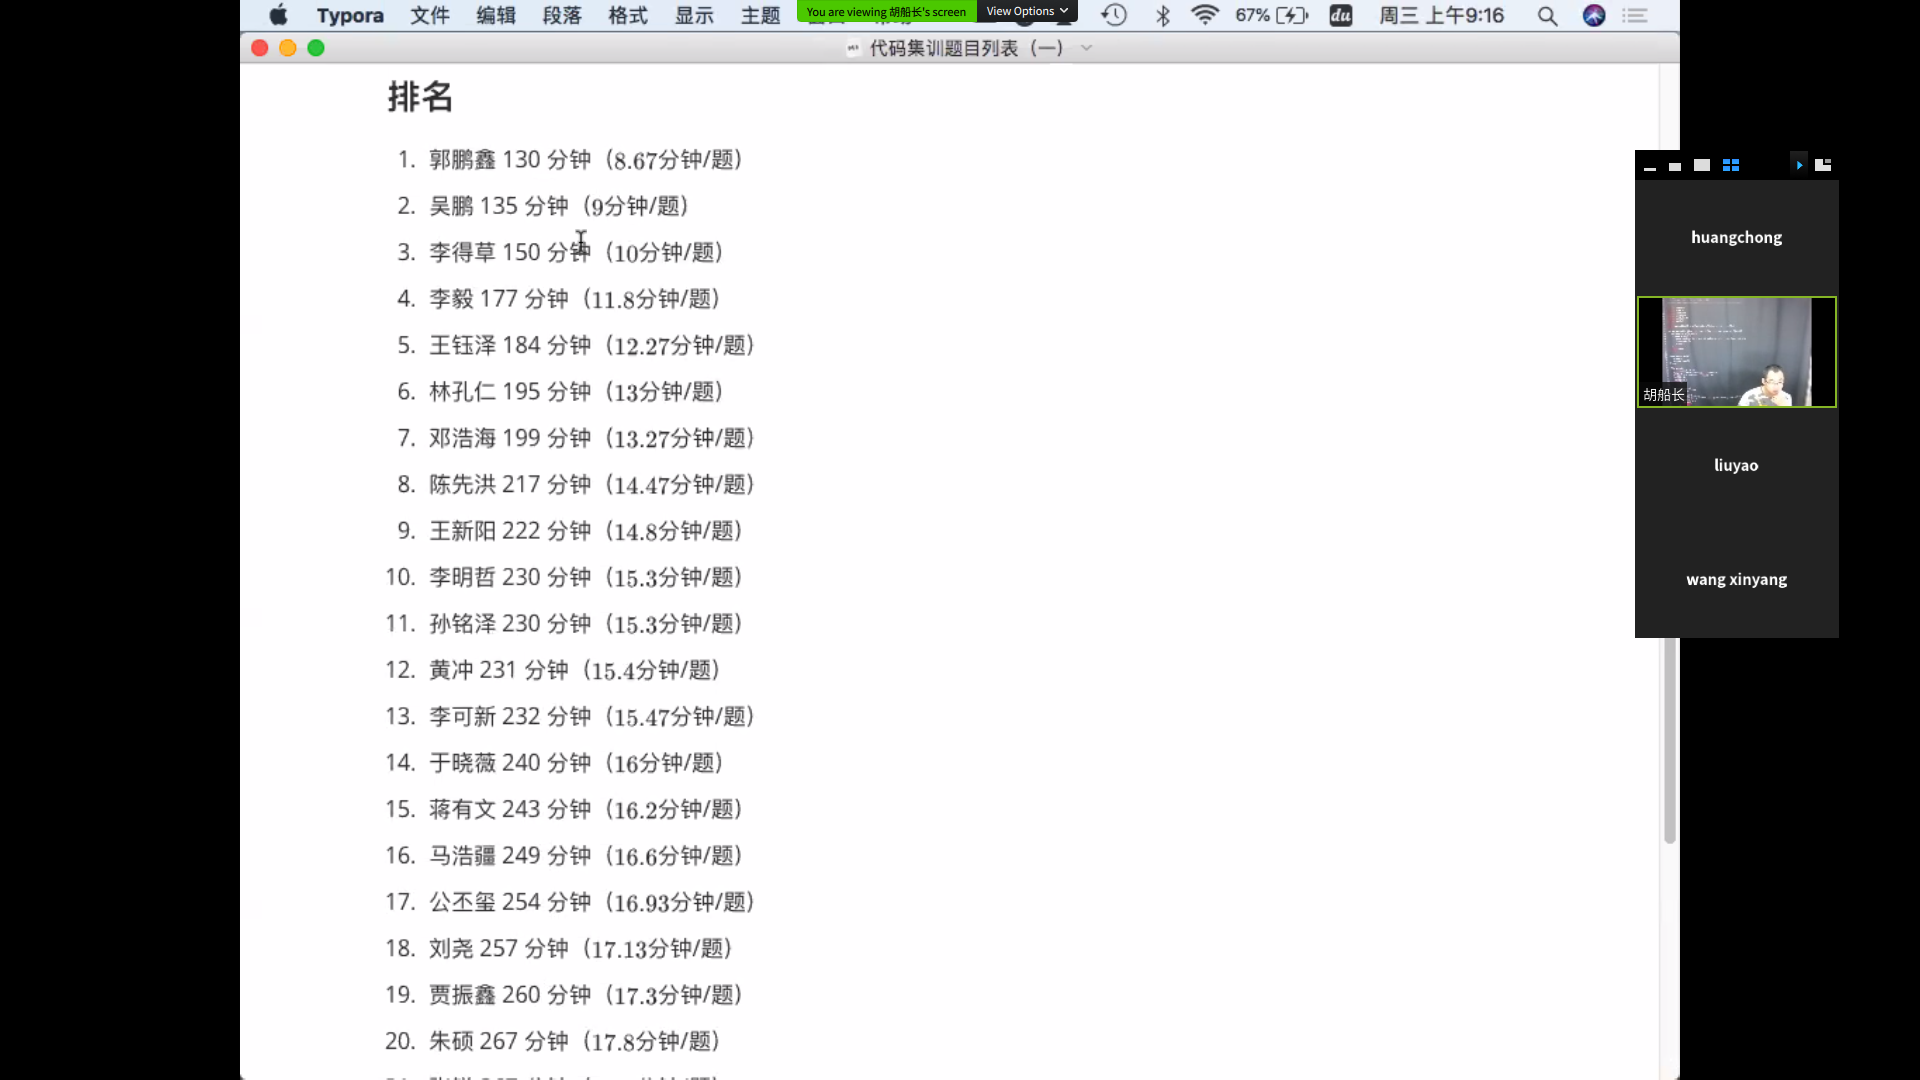 Typora 文件 编辑 段落 格式 显示 主题 67% du 周三 上午9:16
You are viewing 胡船长's screen View Options
代码集训题目列表（一）
排名
1. 郭鹏鑫 130 分钟（8.67分钟/题）
2. 吴鹏 135 分钟（9分钟/题）
3. 李得草 150 分钟（10分钟/题）
4. 李毅 177 分钟（11.8分钟/题）
5. 王钰泽 184 分钟（12.27分钟/题）
6. 林孔仁 195 分钟（13分钟/题）
7. 邓浩海 199 分钟（13.27分钟/题）
8. 陈先洪 217 分钟（14.47分钟/题）
9. 王新阳 222 分钟（14.8分钟/题）
10. 李明哲 230 分钟（15.3分钟/题）
11. 孙铭泽 230 分钟（15.3分钟/题）
12. 黄冲 231 分钟（15.4分钟/题）
13. 李可新 232 分钟（15.47分钟/题）
14. 于晓薇 240 分钟（16分钟/题）
15. 蒋有文 243 分钟（16.2分钟/题）
16. 马浩疆 249 分钟（16.6分钟/题）
17. 公丕玺 254 分钟（16.93分钟/题）
18. 刘尧 257 分钟（17.13分钟/题）
19. 贾振鑫 260 分钟（17.3分钟/题）
20. 朱硕 267 分钟（17.8分钟/题）
huangchong
胡船长
liuyao
wang xinyang